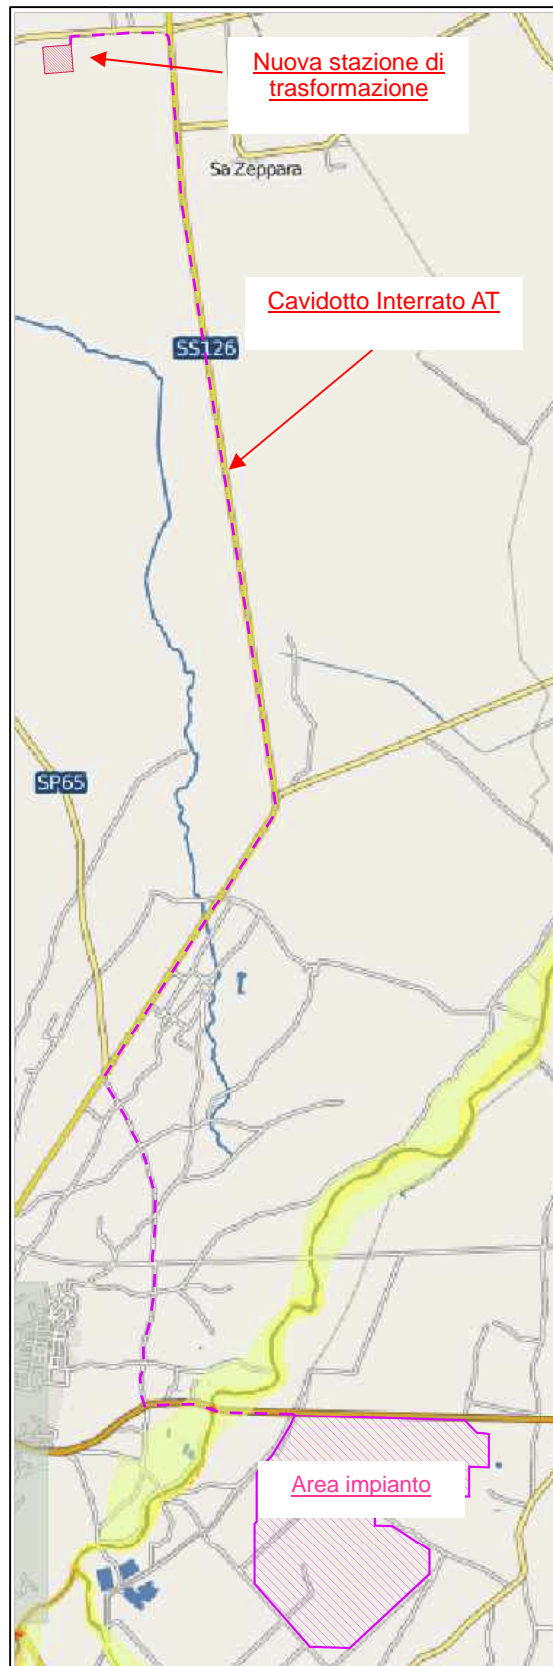 Nuova stazione di
trasformazione
Sa Zeppara
Cavidotto Interrato AT
SS126
SP65
Area impianto